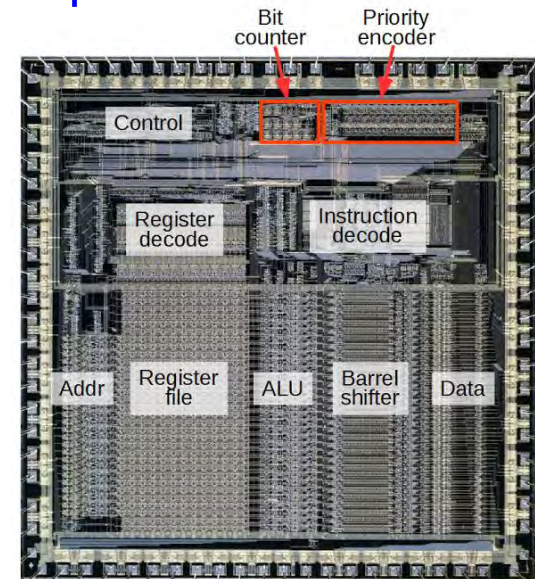 Bit
counter
Priority
encoder
Control
Register
decode
Instruction
decode
Addr
Register
file
ALU
Barrel
shifter
Data